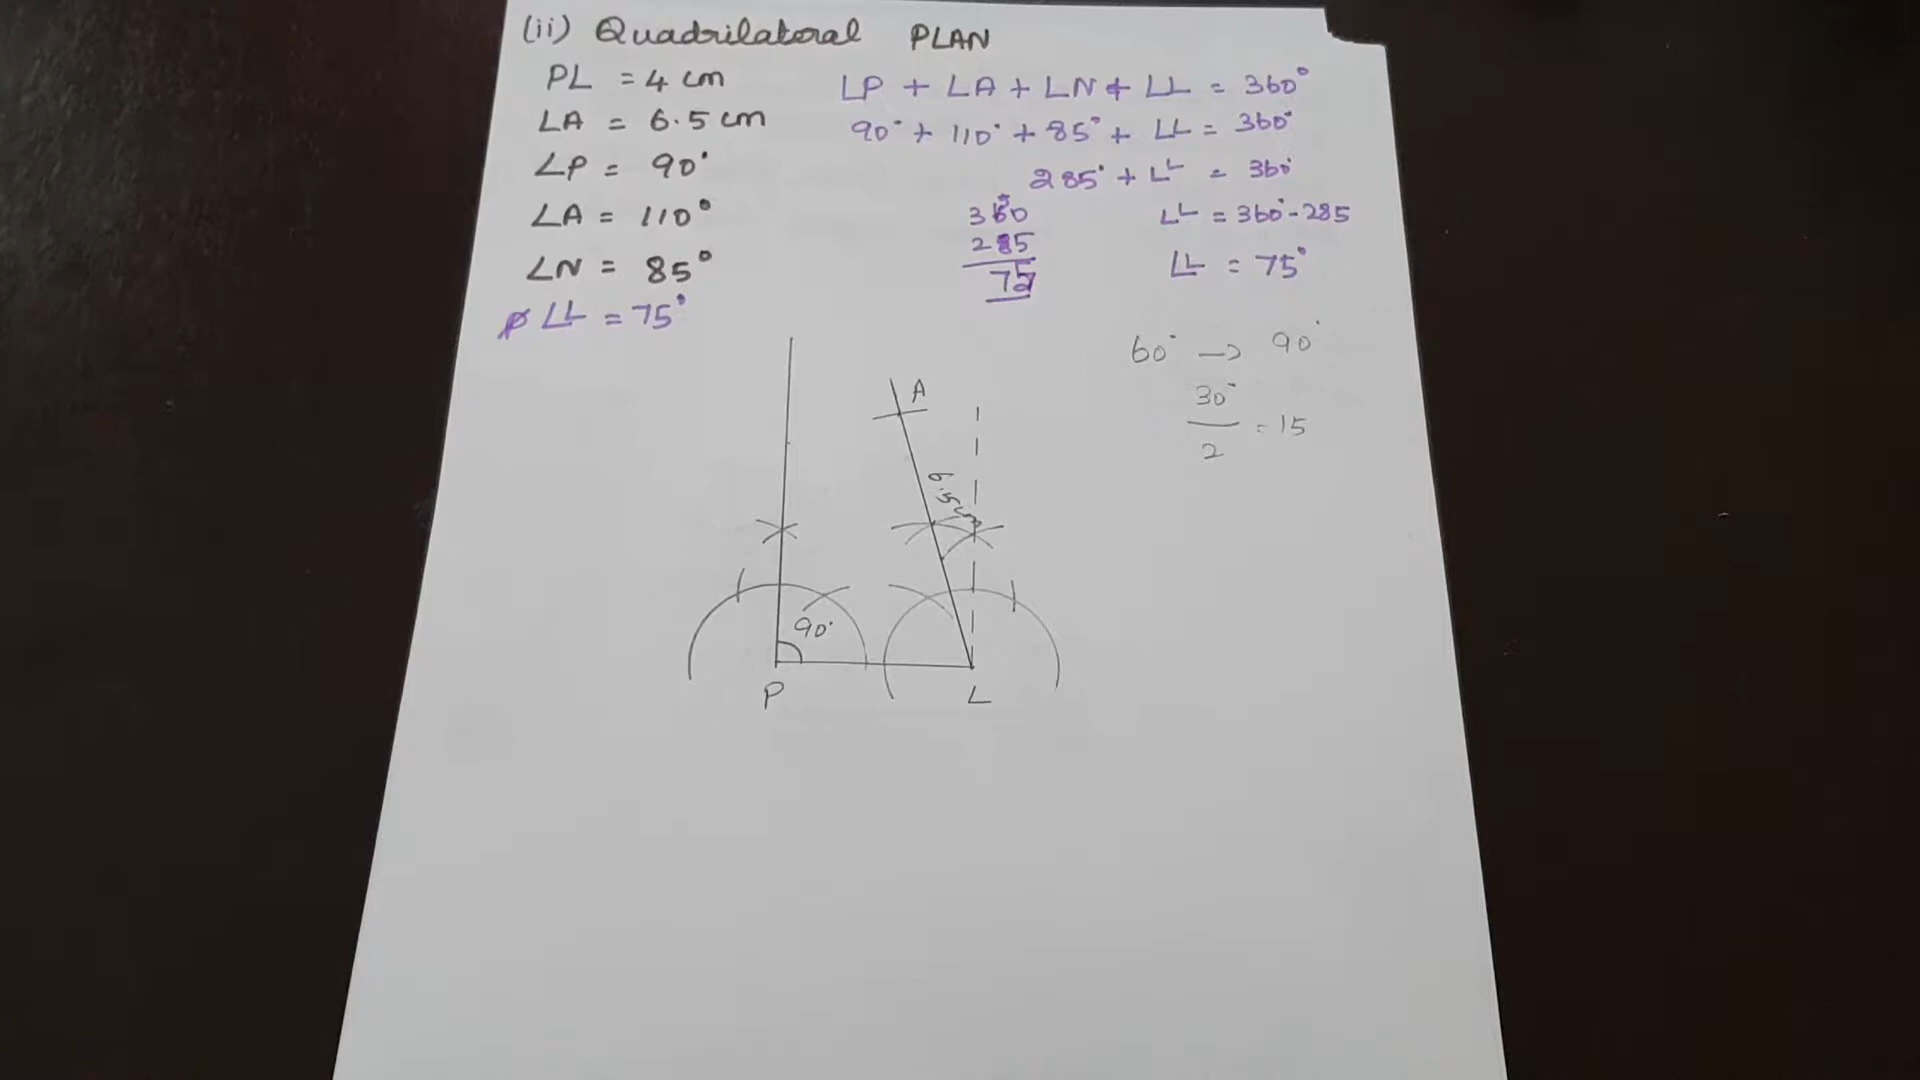 (ii) Quadrilateral PLAN
PL = 4 cm
LA = 6.5 cm
∠P = 90°
∠A = 110°
∠N = 85°
∠L = 75°
∠P + ∠A + ∠N + ∠L = 360°
90° + 110° + 85° + ∠L = 360°
285° + ∠L = 360°
360
285
75
∠L = 360° - 285
∠L = 75°
60° → 90°
30°
2
= 15
A
6.5cm
90°
P
L